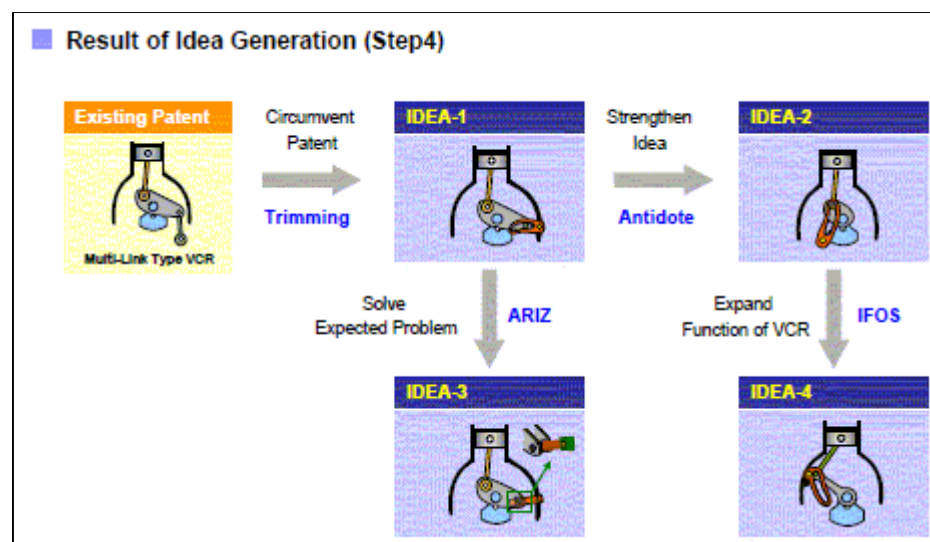 Result of Idea Generation (Step4)
Existing Patent
Multi-Link Type VCR
Circumvent
Patent
Trimming
IDEA-1
Strengthen
Idea
Antidote
IDEA-2
Solve
Expected Problem
ARIZ
Expand
Function of VCR
IFOS
IDEA-3
IDEA-4